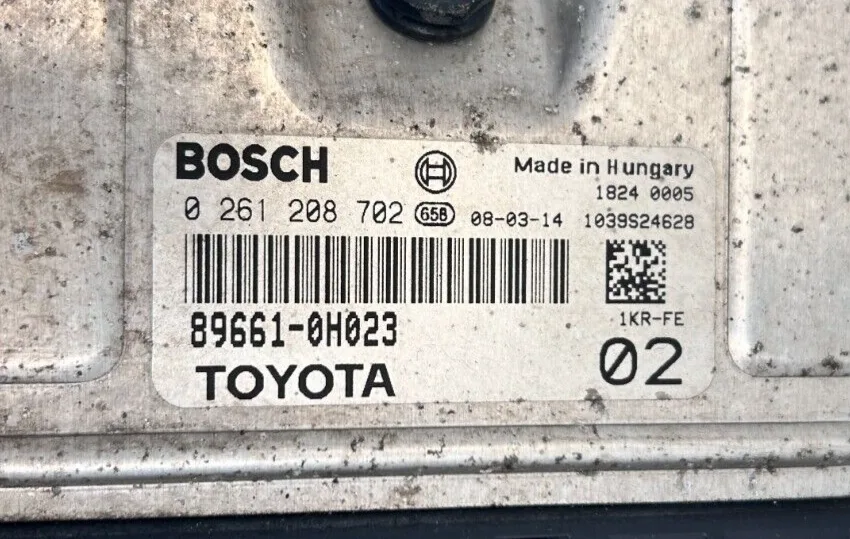 BOSCH
Made in Hungary
1824 0005
0 261 208 702 658 08-03-14 1039S24628
89661-0H023
1KR-FE
TOYOTA
02